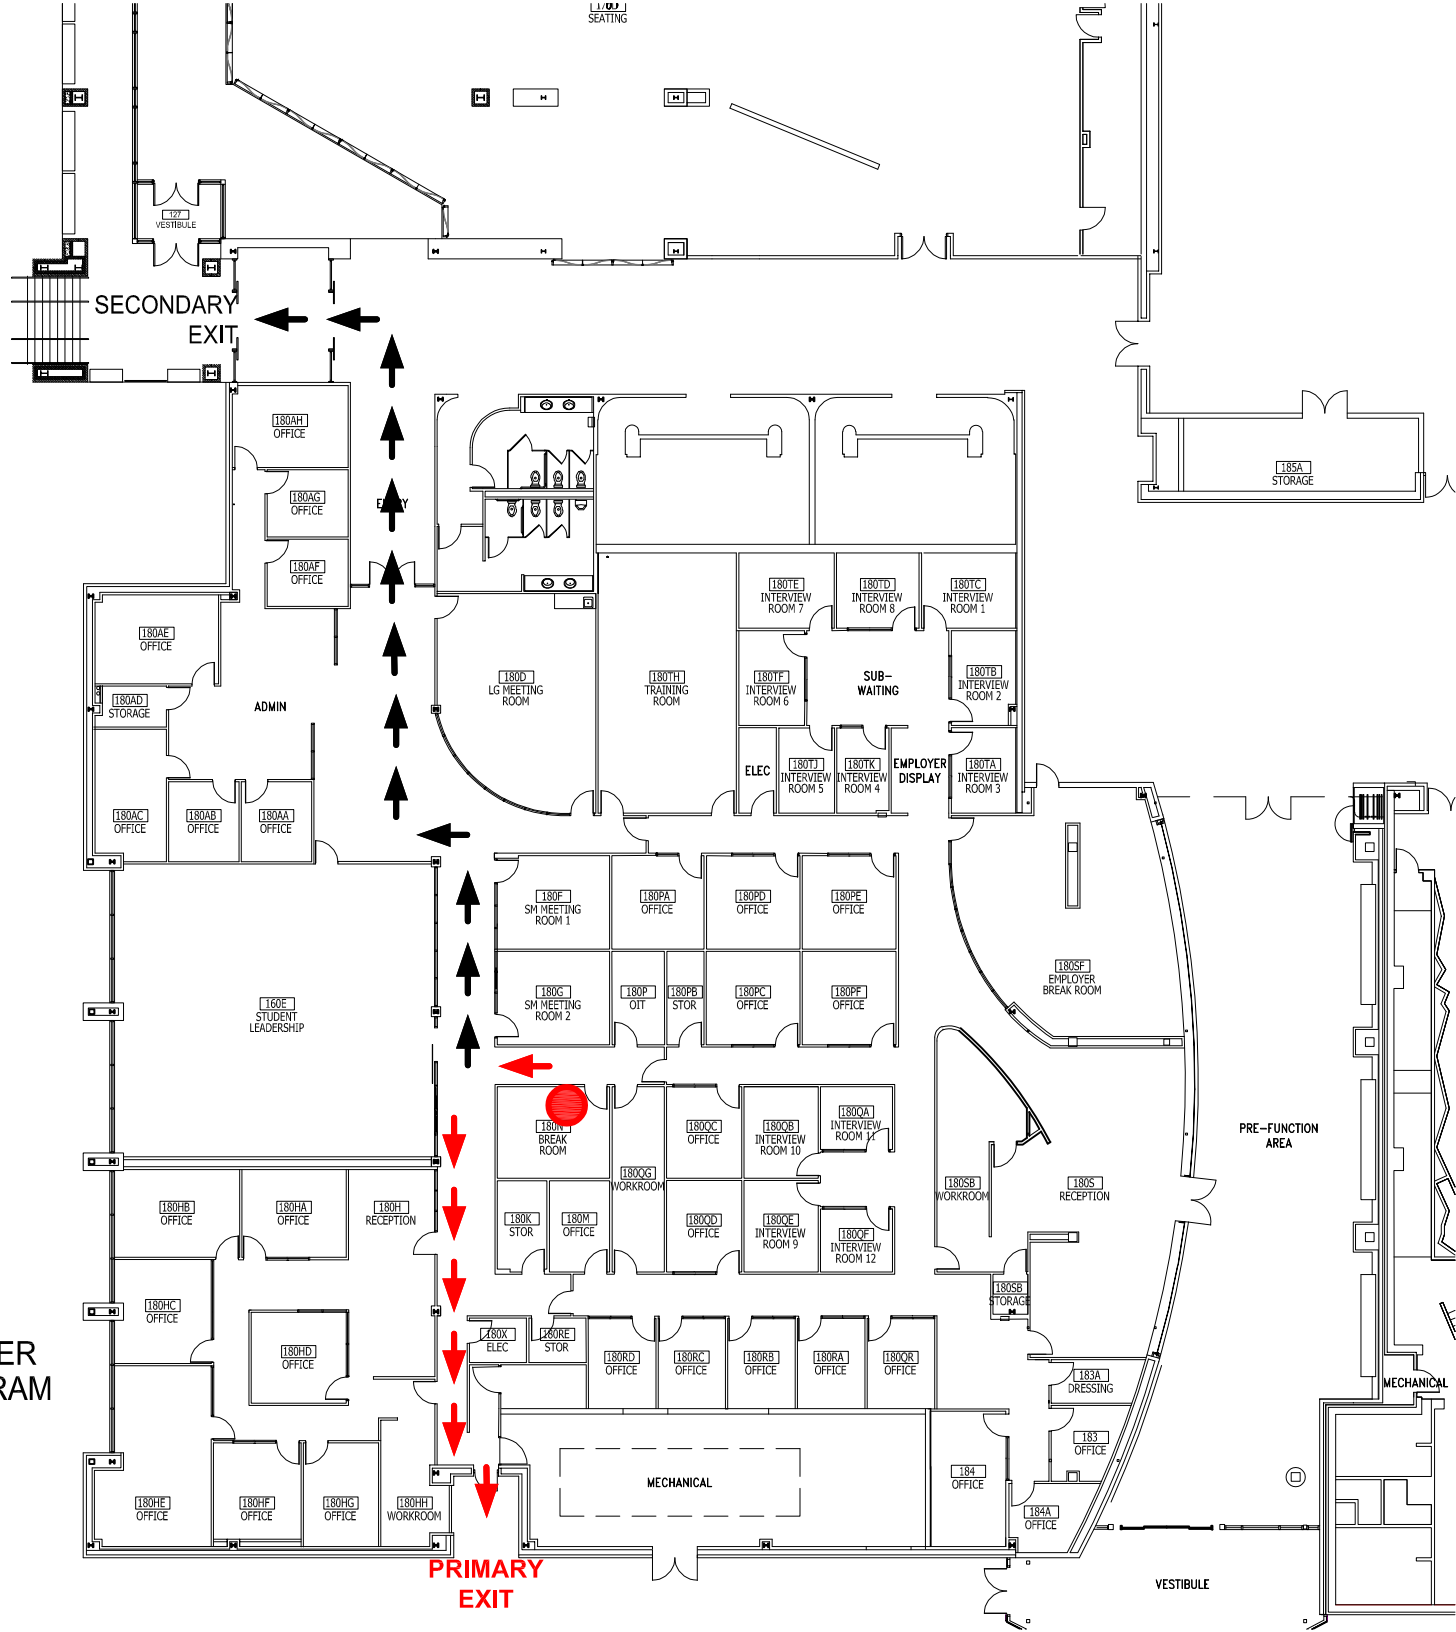 SEATING
127
VESTIBULE
SECONDARY
EXIT
180AH
OFFICE
180AG
OFFICE
180AF
OFFICE
185A
STORAGE
180AE
OFFICE
180AD
STORAGE
ADMIN
180AC
OFFICE
180AB
OFFICE
180AA
OFFICE
180D
LG MEETING
ROOM
180TH
TRAINING
ROOM
180TE
INTERVIEW
ROOM 7
180TD
INTERVIEW
ROOM 8
180TC
INTERVIEW
ROOM 1
180TF
INTERVIEW
ROOM 6
SUB-
WAITING
180TB
INTERVIEW
ROOM 2
ELEC
180TJ
INTERVIEW
ROOM 5
180TK
INTERVIEW
ROOM 4
EMPLOYER
DISPLAY
180TA
INTERVIEW
ROOM 3
180F
SM MEETING
ROOM 1
180PA
OFFICE
180PD
OFFICE
180PE
OFFICE
180G
SM MEETING
ROOM 2
180P
OIT
180PB
STOR
180PC
OFFICE
180PF
OFFICE
180SF
EMPLOYER
BREAK ROOM
160E
STUDENT
LEADERSHIP
180N
BREAK
ROOM
180QC
OFFICE
180QB
INTERVIEW
ROOM 10
180QA
INTERVIEW
ROOM 11
PRE-FUNCTION
AREA
180QG
WORKROOM
180SB
WORKROOM
180S
RECEPTION
180HB
OFFICE
180HA
OFFICE
180H
RECEPTION
180K
STOR
180M
OFFICE
180QD
OFFICE
180QE
INTERVIEW
ROOM 9
180QF
INTERVIEW
ROOM 12
180HC
OFFICE
180SB
STORAGE
180HD
OFFICE
180X
ELEC
180RE
STOR
180RD
OFFICE
180RC
OFFICE
180RB
OFFICE
180RA
OFFICE
180QR
OFFICE
183A
DRESSING
MECHANICAL
ER
RAM
183
OFFICE
MECHANICAL
184
OFFICE
184A
OFFICE
180HE
OFFICE
180HF
OFFICE
180HG
OFFICE
180HH
WORKROOM
PRIMARY
EXIT
VESTIBULE